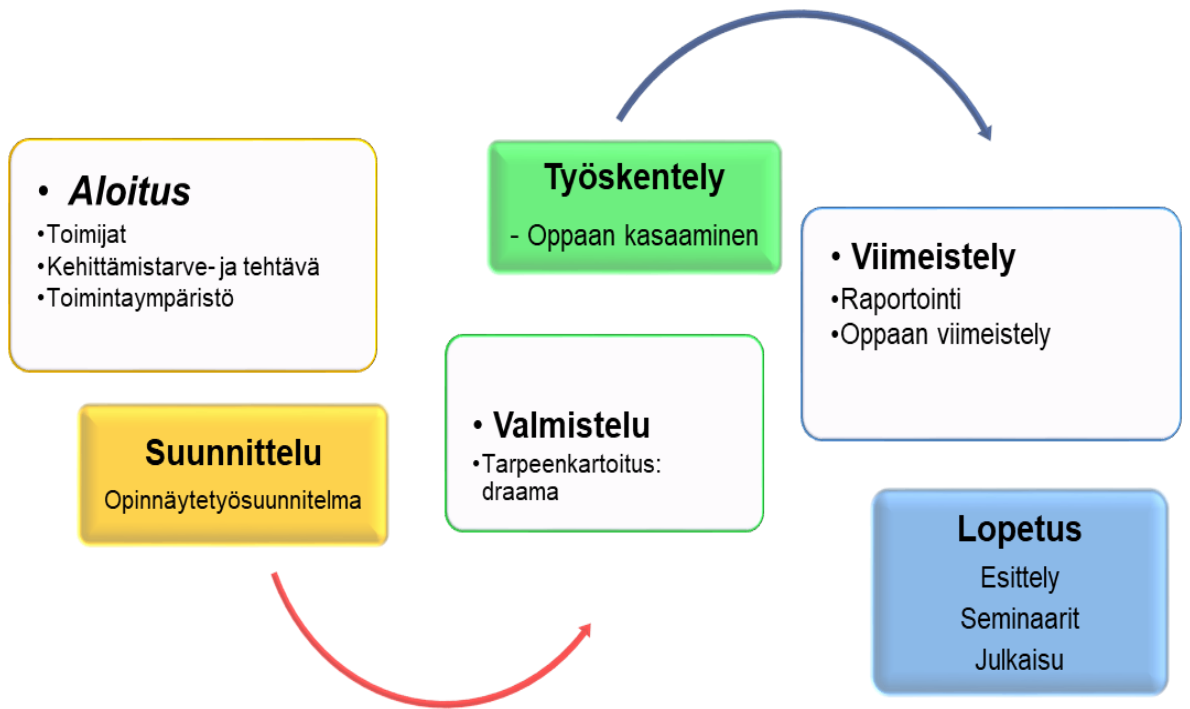 • Aloitus
•Toimijat
•Kehittämistarve- ja tehtävä
•Toimintaympäristö
Suunnittelu
Opinnäytetyösuunnitelma
Työskentely
- Oppaan kasaaminen
• Valmistelu
•Tarpeenkartoitus:
draama
• Viimeistely
•Raportointi
•Oppaan viimeistely
Lopetus
Esittely
Seminaarit
Julkaisu